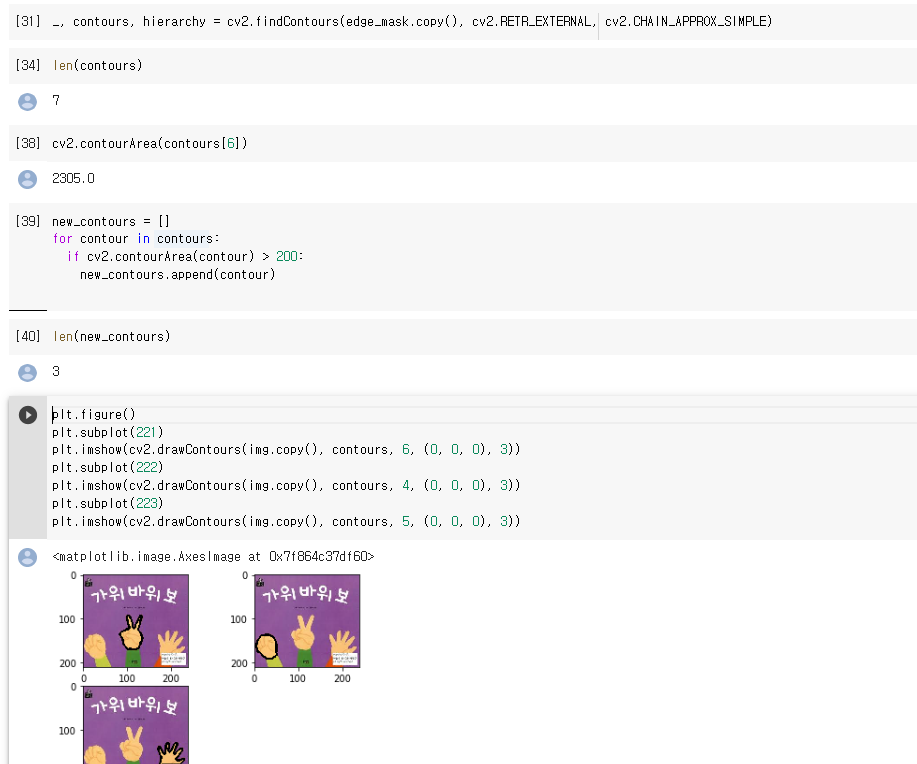 [31] _, contours, hierarchy = cv2.findContours(edge_mask.copy(), cv2.RETR_EXTERNAL, cv2.CHAIN_APPROX_SIMPLE)
[34] len(contours)
7
[38] cv2.contourArea(contours[6])
2305.0
[39] new_contours = []
for contour in contours:
  if cv2.contourArea(contour) > 200:
    new_contours.append(contour)
[40] len(new_contours)
3
plt.figure()
plt.subplot(221)
plt.imshow(cv2.drawContours(img.copy(), contours, 6, (0, 0, 0), 3))
plt.subplot(222)
plt.imshow(cv2.drawContours(img.copy(), contours, 4, (0, 0, 0), 3))
plt.subplot(223)
plt.imshow(cv2.drawContours(img.copy(), contours, 5, (0, 0, 0), 3))
<matplotlib.image.AxesImage at 0x7f864c37df60>
0
가위 바위 보
100
200
0 100 200
0
가위 바위 보
100
200
0 100 200
0
가위 바위 보
100